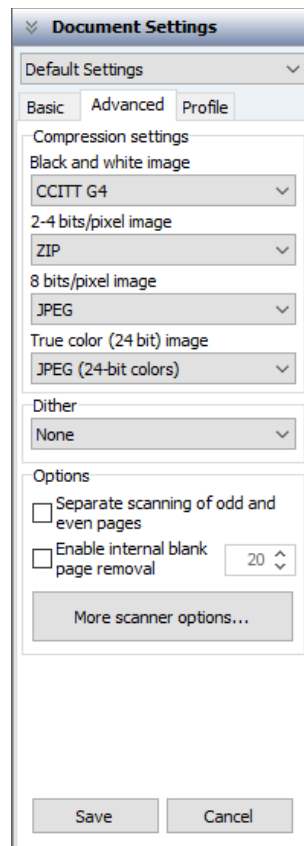 Document Settings
Default Settings
Basic Advanced Profile
Compression settings
Black and white image
CCITT G4
2-4 bits/pixel image
ZIP
8 bits/pixel image
JPEG
True color (24 bit) image
JPEG (24-bit colors)
Dither
None
Options
Separate scanning of odd and
even pages
Enable internal blank
page removal
20
More scanner options...
Save Cancel